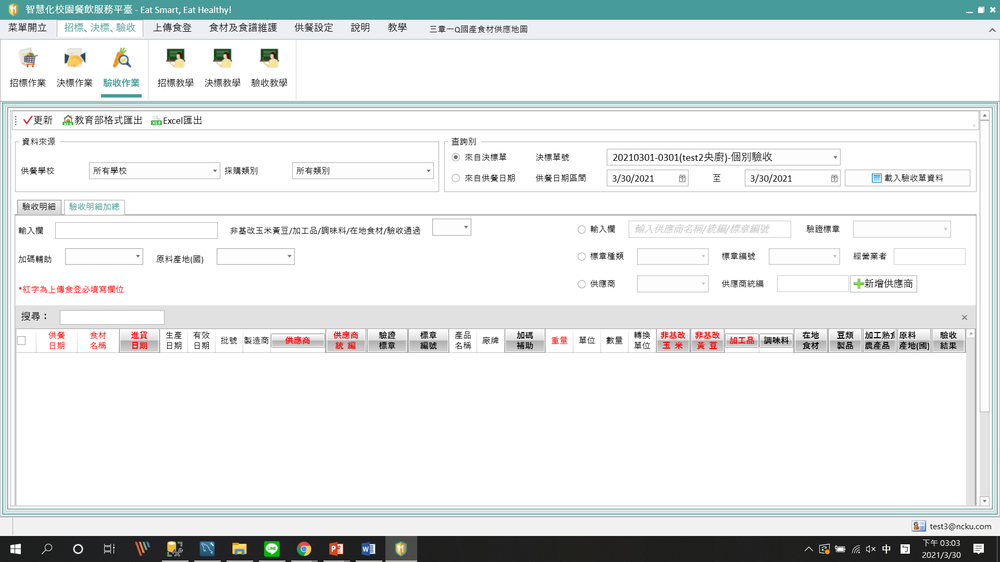 智慧化校園餐飲服務平臺 - Eat Smart, Eat Healthy!
菜單開立 招標、決標、驗收 上傳食登 食材及食譜維護 供餐設定 說明 教學 三章一Q國產食材供應地圖
招標作業 決標作業 驗收作業 招標教學 決標教學 驗收教學
更新 教育部格式匯出 Excel匯出
資料來源
供餐學校 所有學校 採購類別 所有類別
查詢別
來自決標單 決標單號 20210301-0301(test2央廚)-個別驗收
來自供餐日期 供餐日期區間 3/30/2021 至 3/30/2021 載入驗收單資料
驗收明細 驗收明細加總
輸入欄 非基改玉米黃豆/加工品/調味料/在地食材/驗收通過
加碼輔助 原料產地(國)
*紅字為上傳食登必填寫欄位
輸入欄 輸入供應商名稱/統編/標章編號 驗證標章
標章種類 標章編號 經營業者
供應商 供應商統編 新增供應商
搜尋：
供餐日期 食材名稱 進貨日期 生產日期 有效日期 批號 製造商 供應商 供應商統編 驗證標章 標章編號 產品名稱 廠牌 加碼補助 重量 單位 數量 轉換單位 非基改玉米 非基改黃豆 加工品 調味料 在地食材 豆類製品 加工熟食農產品 原料產地(國) 驗收結果
test3@ncku.com
中
下午 03:03
2021/3/30